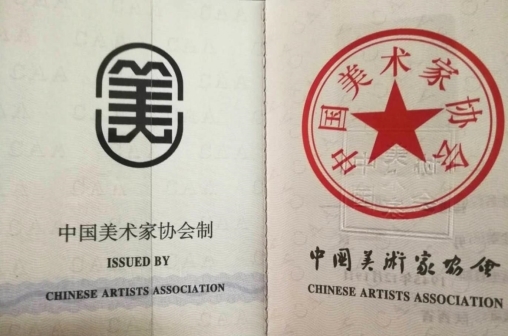 美
中国美术家协会制
ISSUED BY
CHINESE ARTISTS ASSOCIATION
中国美术家协会
中國美術家協會
CHINESE ARTISTS ASSOCIATION